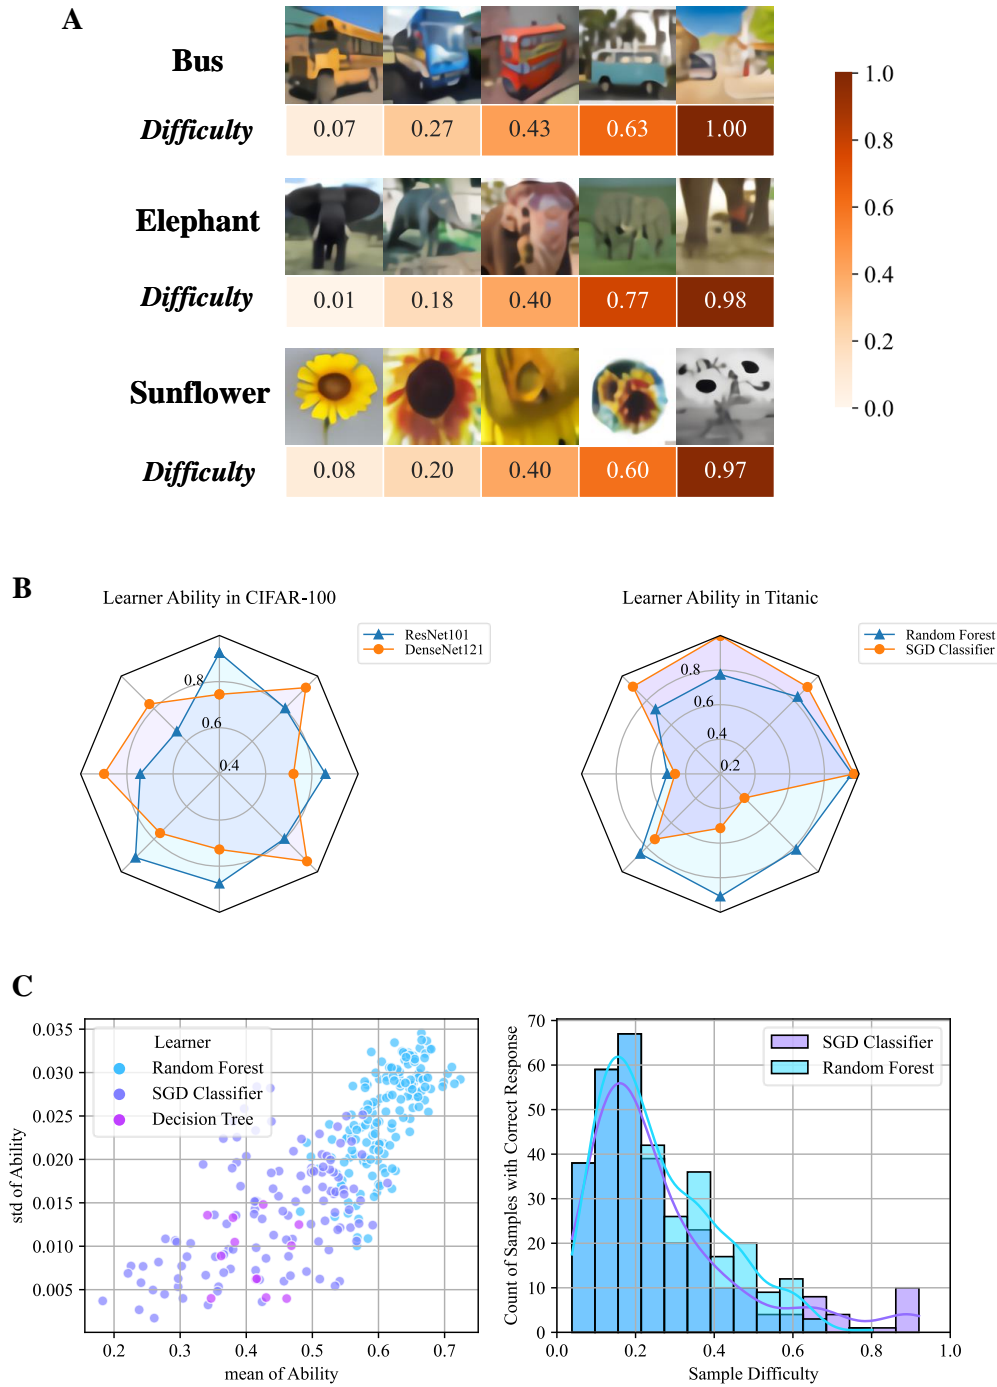 A
Bus
Difficulty 0.07 0.27 0.43 0.63 1.00
Elephant
Difficulty 0.01 0.18 0.40 0.77 0.98
Sunflower
Difficulty 0.08 0.20 0.40 0.60 0.97
1.0
0.8
0.6
0.4
0.2
0.0
B
Learner Ability in CIFAR-100
ResNet101
DenseNet121
0.8
0.6
0.4
Learner Ability in Titanic
Random Forest
SGD Classifier
0.8
0.6
0.4
0.2
C
std of Ability
0.035
0.030
0.025
0.020
0.015
0.010
0.005
Learner
Random Forest
SGD Classifier
Decision Tree
0.2 0.3 0.4 0.5 0.6 0.7
mean of Ability
Count of Samples with Correct Response
70
60
50
40
30
20
10
0
SGD Classifier
Random Forest
0.0 0.2 0.4 0.6 0.8 1.0
Sample Difficulty